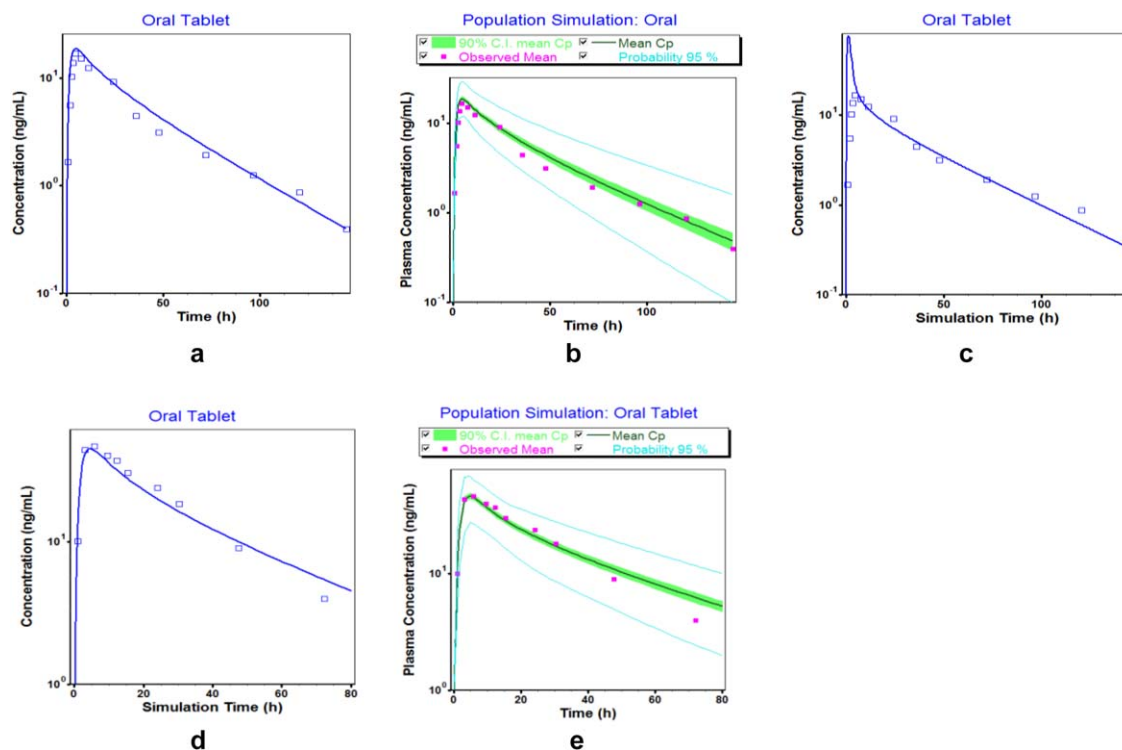 Oral Tablet
Concentration (ng/mL)
10^1
10^0
10^-1
0
50
100
Time (h)
a
Population Simulation: Oral
90% C.I. mean Cp
Mean Cp
Observed Mean
Probability 95 %
Plasma Concentration (ng/mL)
10^1
10^0
10^-1
0
50
100
Time (h)
b
Oral Tablet
Concentration (ng/mL)
10^1
10^0
10^-1
0
50
100
Simulation Time (h)
c
Oral Tablet
Concentration (ng/mL)
10^1
10^0
0
20
40
60
80
Simulation Time (h)
d
Population Simulation: Oral Tablet
90% C.I. mean Cp
Mean Cp
Observed Mean
Probability 95 %
Plasma Concentration (ng/mL)
10^1
10^0
0
20
40
60
80
Time (h)
e